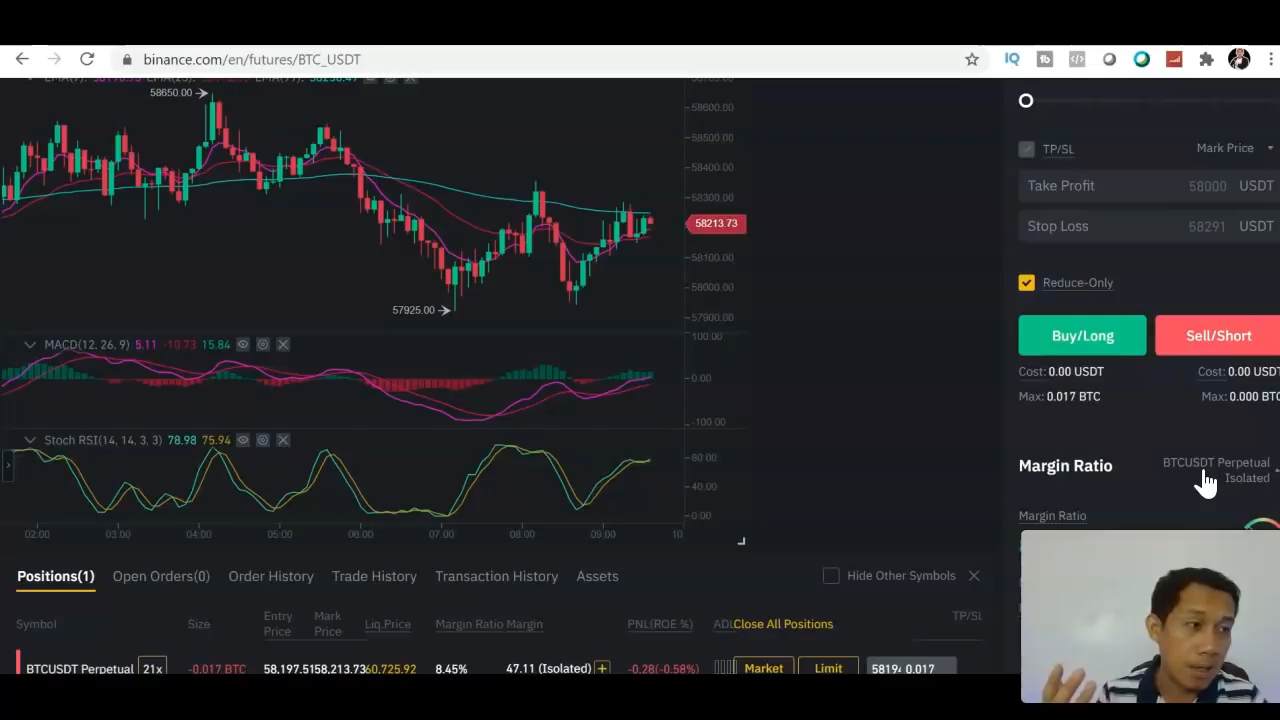 binance.com/en/futures/BTC_USDT
58650.00
58600.00
58500.00
58400.00
58300.00
58213.73
58100.00
58000.00
57925.00
57900.00
MACD(12, 26, 9) 5.11 -10.73 15.84
100.00
0.00
-100.00
Stoch RSI(14, 14, 3, 3) 78.98 75.94
80.00
40.00
0.00
02:00 03:00 04:00 05:00 06:00 07:00 08:00 09:00 10
TP/SL Mark Price
Take Profit 58000 USDT
Stop Loss 58291 USDT
Reduce-Only
Buy/Long Sell/Short
Cost: 0.00 USDT Cost: 0.00 USDT
Max: 0.017 BTC Max: 0.000 BTC
Margin Ratio BTCUSDT Perpetual
Isolated
Margin Ratio
Positions(1) Open Orders(0) Order History Trade History Transaction History Assets Hide Other Symbols
Symbol Size Entry Price Mark Price Liq.Price Margin Ratio Margin PNL(ROE %) ADL Close All Positions TP/SL
BTCUSDT Perpetual 21x -0.017 BTC 58,197.51 58,213.73 60,725.92 8.45% 47.11 (Isolated) -0.28(-0.58%) Market Limit 5819 0.017